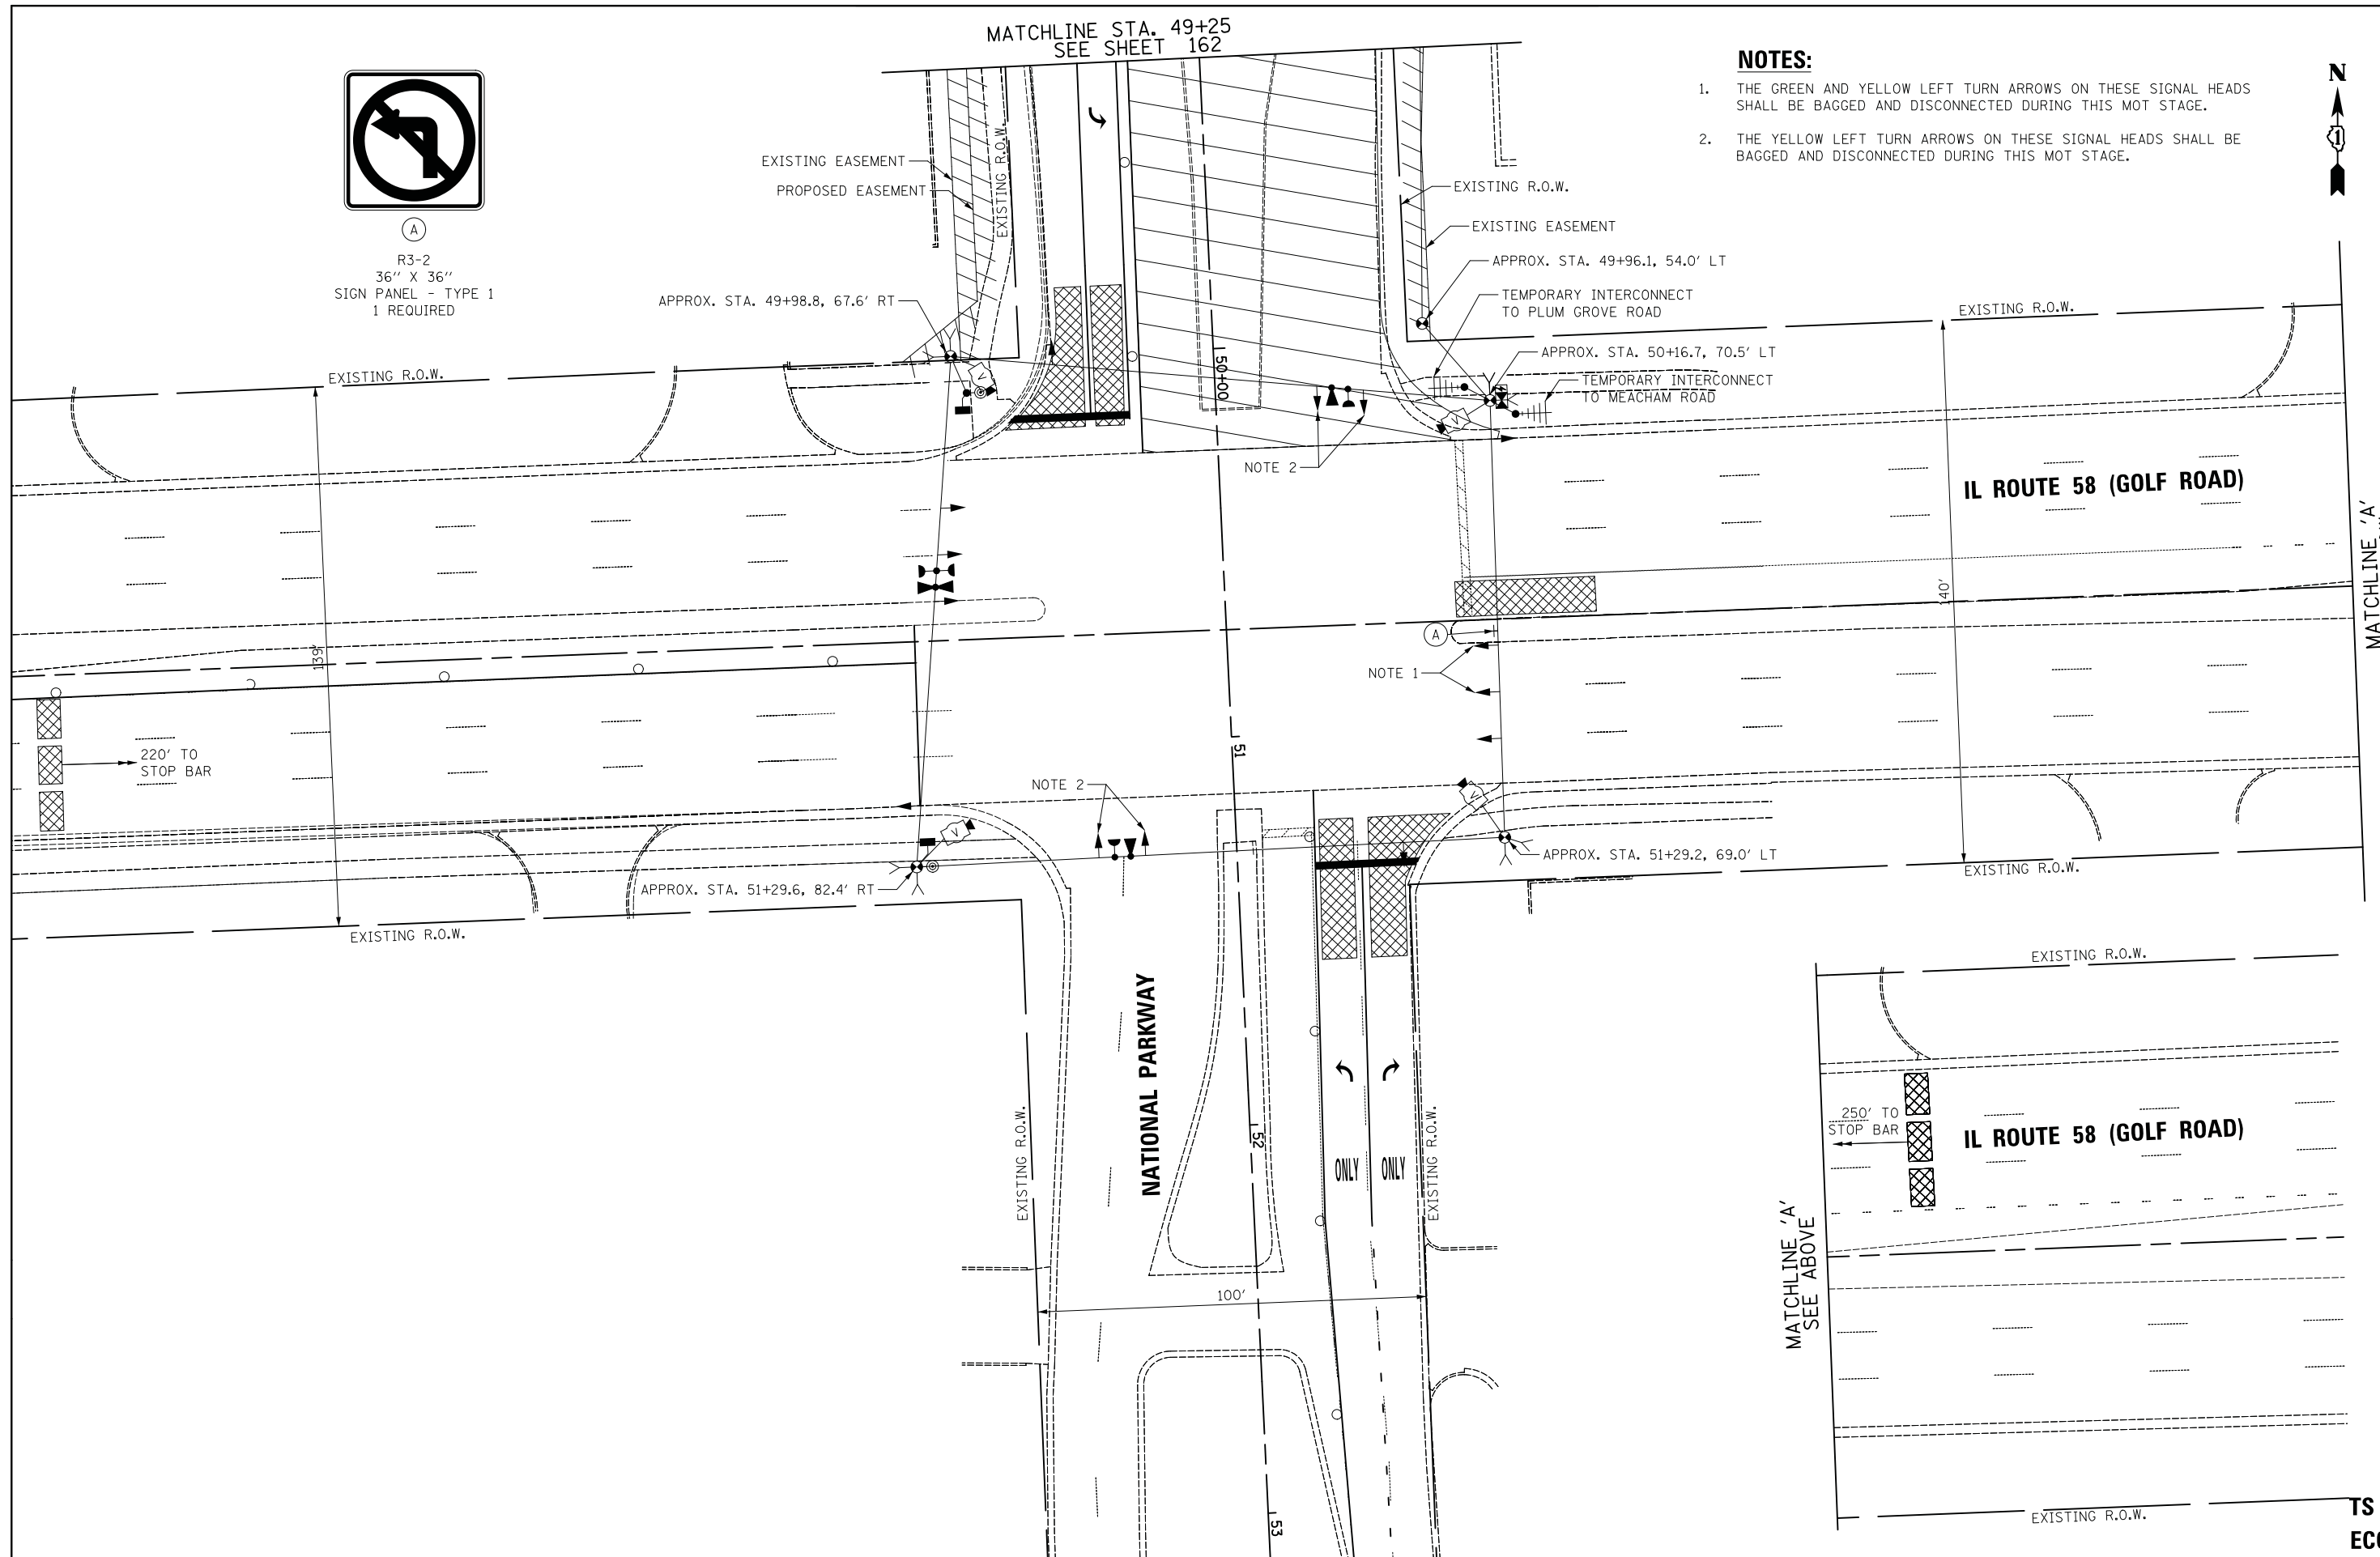 MATCHLINE STA. 49+25
SEE SHEET 162
NOTES:
1. THE GREEN AND YELLOW LEFT TURN ARROWS ON THESE SIGNAL HEADS
SHALL BE BAGGED AND DISCONNECTED DURING THIS MOT STAGE.
2. THE YELLOW LEFT TURN ARROWS ON THESE SIGNAL HEADS SHALL BE
BAGGED AND DISCONNECTED DURING THIS MOT STAGE.
N
1
A
R3-2
36" X 36"
SIGN PANEL - TYPE 1
1 REQUIRED
EXISTING EASEMENT
PROPOSED EASEMENT
EXISTING R.O.W.
APPROX. STA. 49+98.8, 67.6' RT
EXISTING R.O.W.
EXISTING EASEMENT
APPROX. STA. 49+96.1, 54.0' LT
TEMPORARY INTERCONNECT
TO PLUM GROVE ROAD
APPROX. STA. 50+16.7, 70.5' LT
TEMPORARY INTERCONNECT
TO MEACHAM ROAD
EXISTING R.O.W.
EXISTING R.O.W.
50+00
V
V
NOTE 2
IL ROUTE 58 (GOLF ROAD)
MATCHLINE 'A'
140'
139'
A
NOTE 1
51
220' TO
STOP BAR
NOTE 2
V
V
APPROX. STA. 51+29.6, 82.4' RT
APPROX. STA. 51+29.2, 69.0' LT
EXISTING R.O.W.
EXISTING R.O.W.
NATIONAL PARKWAY
52
ONLY
ONLY
EXISTING R.O.W.
EXISTING R.O.W.
100'
53
EXISTING R.O.W.
250' TO
STOP BAR
IL ROUTE 58 (GOLF ROAD)
MATCHLINE 'A'
SEE ABOVE
EXISTING R.O.W.
TS